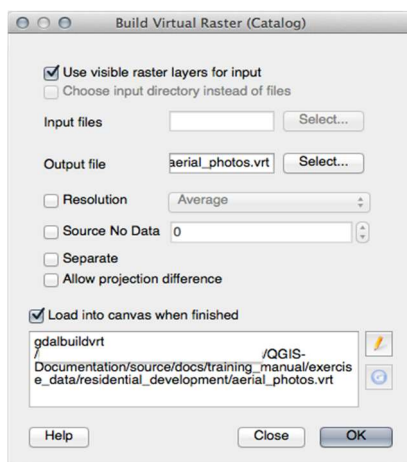 Build Virtual Raster (Catalog)
Use visible raster layers for input
Choose input directory instead of files
Input files
Select...
Output file
aerial_photos.vrt
Select...
Resolution
Average
Source No Data
0
Separate
Allow projection difference
Load into canvas when finished
gdalbuildvrt
/ /QGIS-
Documentation/source/docs/training_manual/exercis
e_data/residential_development/aerial_photos.vrt
Help
Close
OK